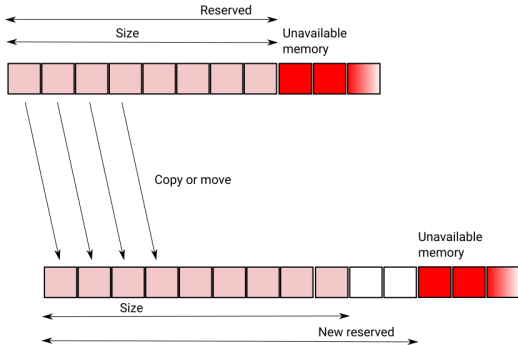 Reserved
Size
Unavailable
memory
Copy or move
Unavailable
memory
Size
New reserved